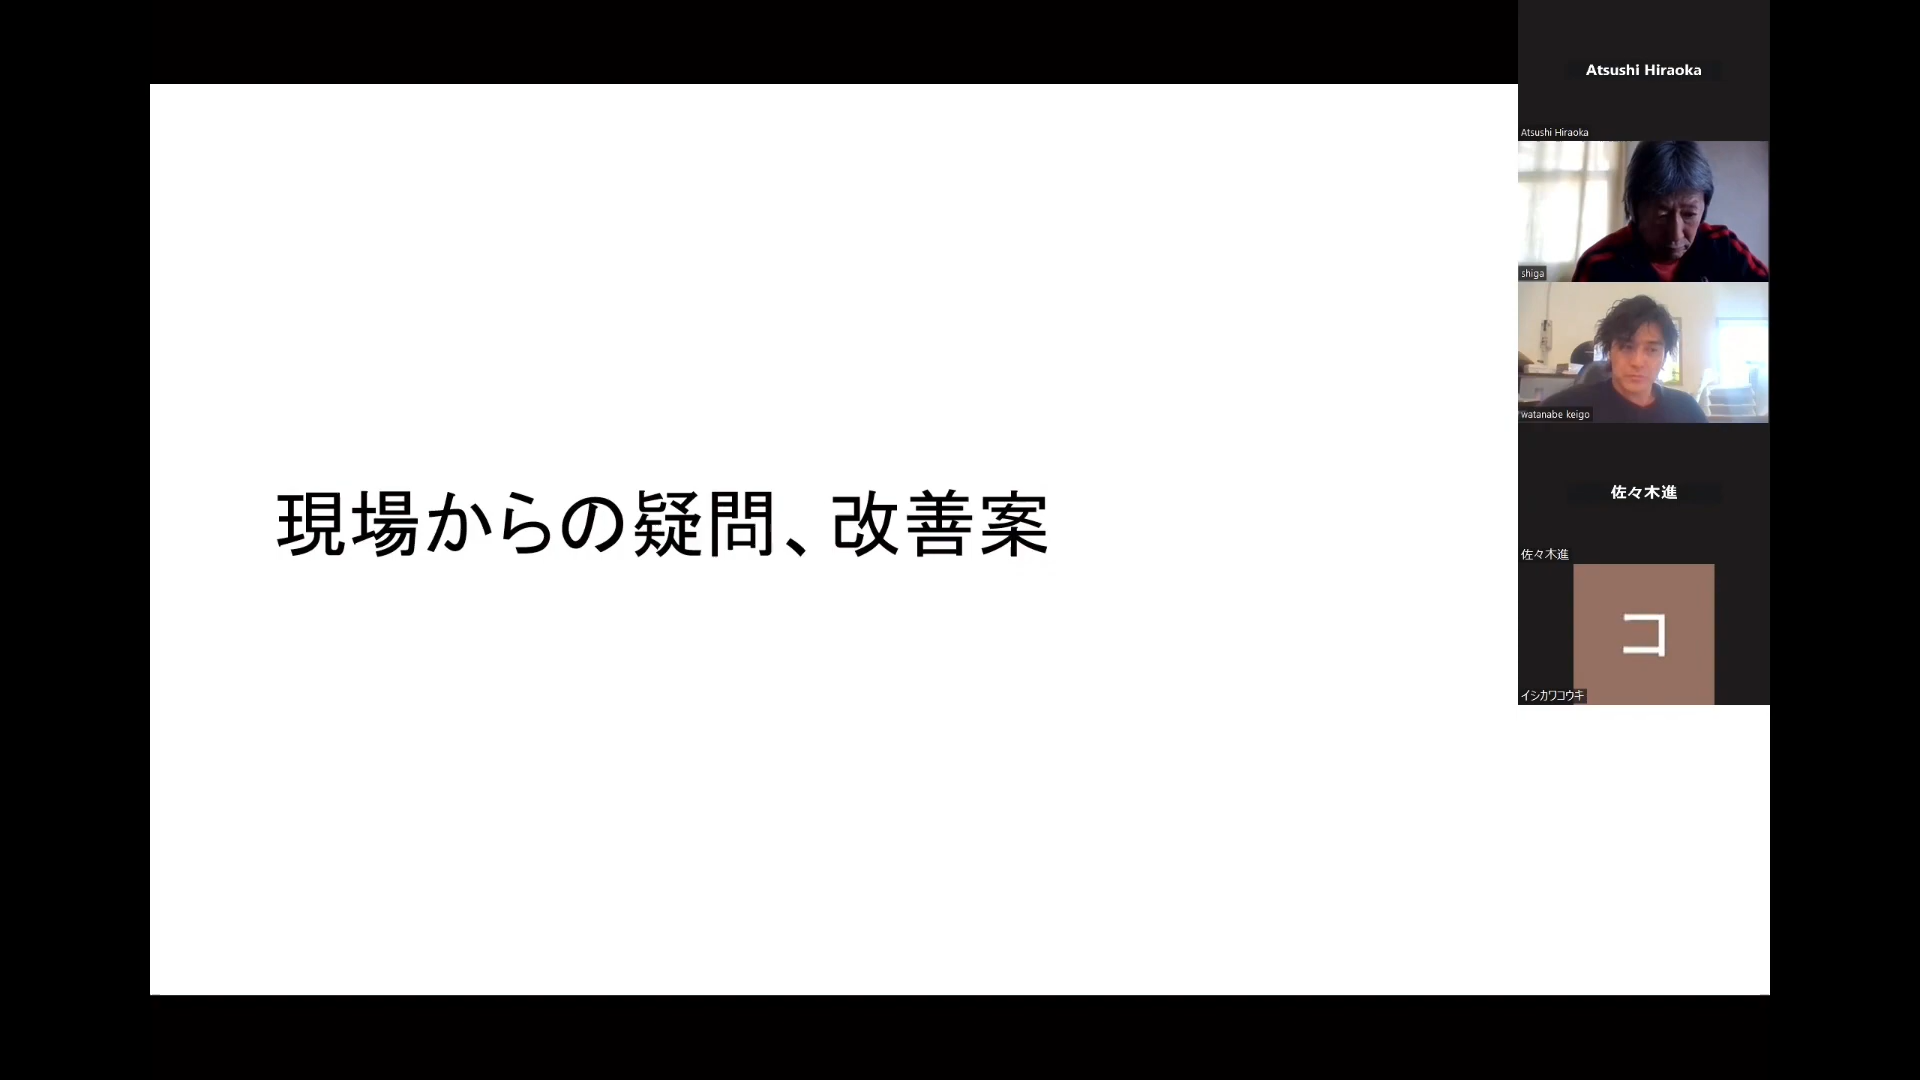 現場からの疑問、改善案
Atsushi Hiraoka
Atsushi Hiraoka
shiga
watanabe keigo
佐々木進
佐々木進
コ
イシカワコウキ